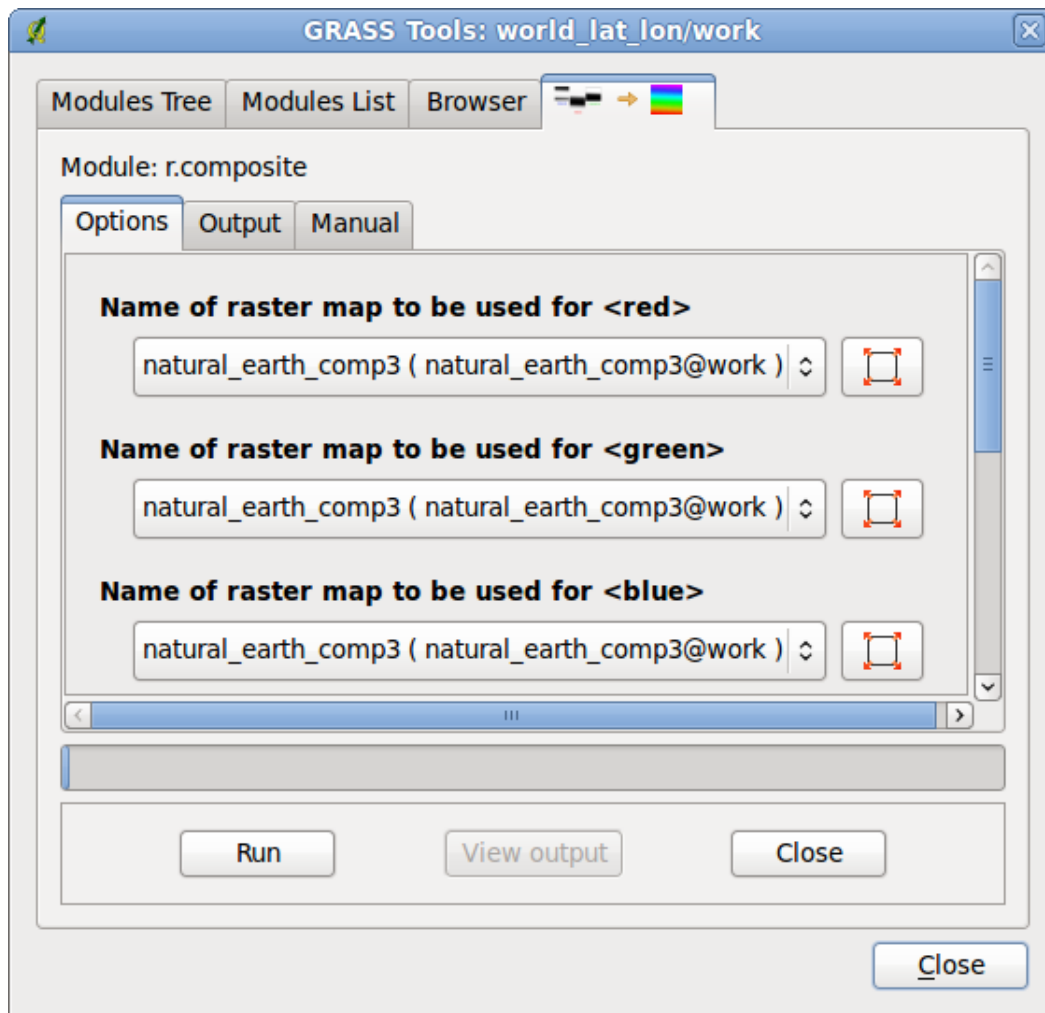 GRASS Tools: world_lat_lon/work
Modules Tree Modules List Browser
Module: r.composite
Options Output Manual
Name of raster map to be used for <red>
natural_earth_comp3 ( natural_earth_comp3@work )
Name of raster map to be used for <green>
natural_earth_comp3 ( natural_earth_comp3@work )
Name of raster map to be used for <blue>
natural_earth_comp3 ( natural_earth_comp3@work )
Run View output Close
Close